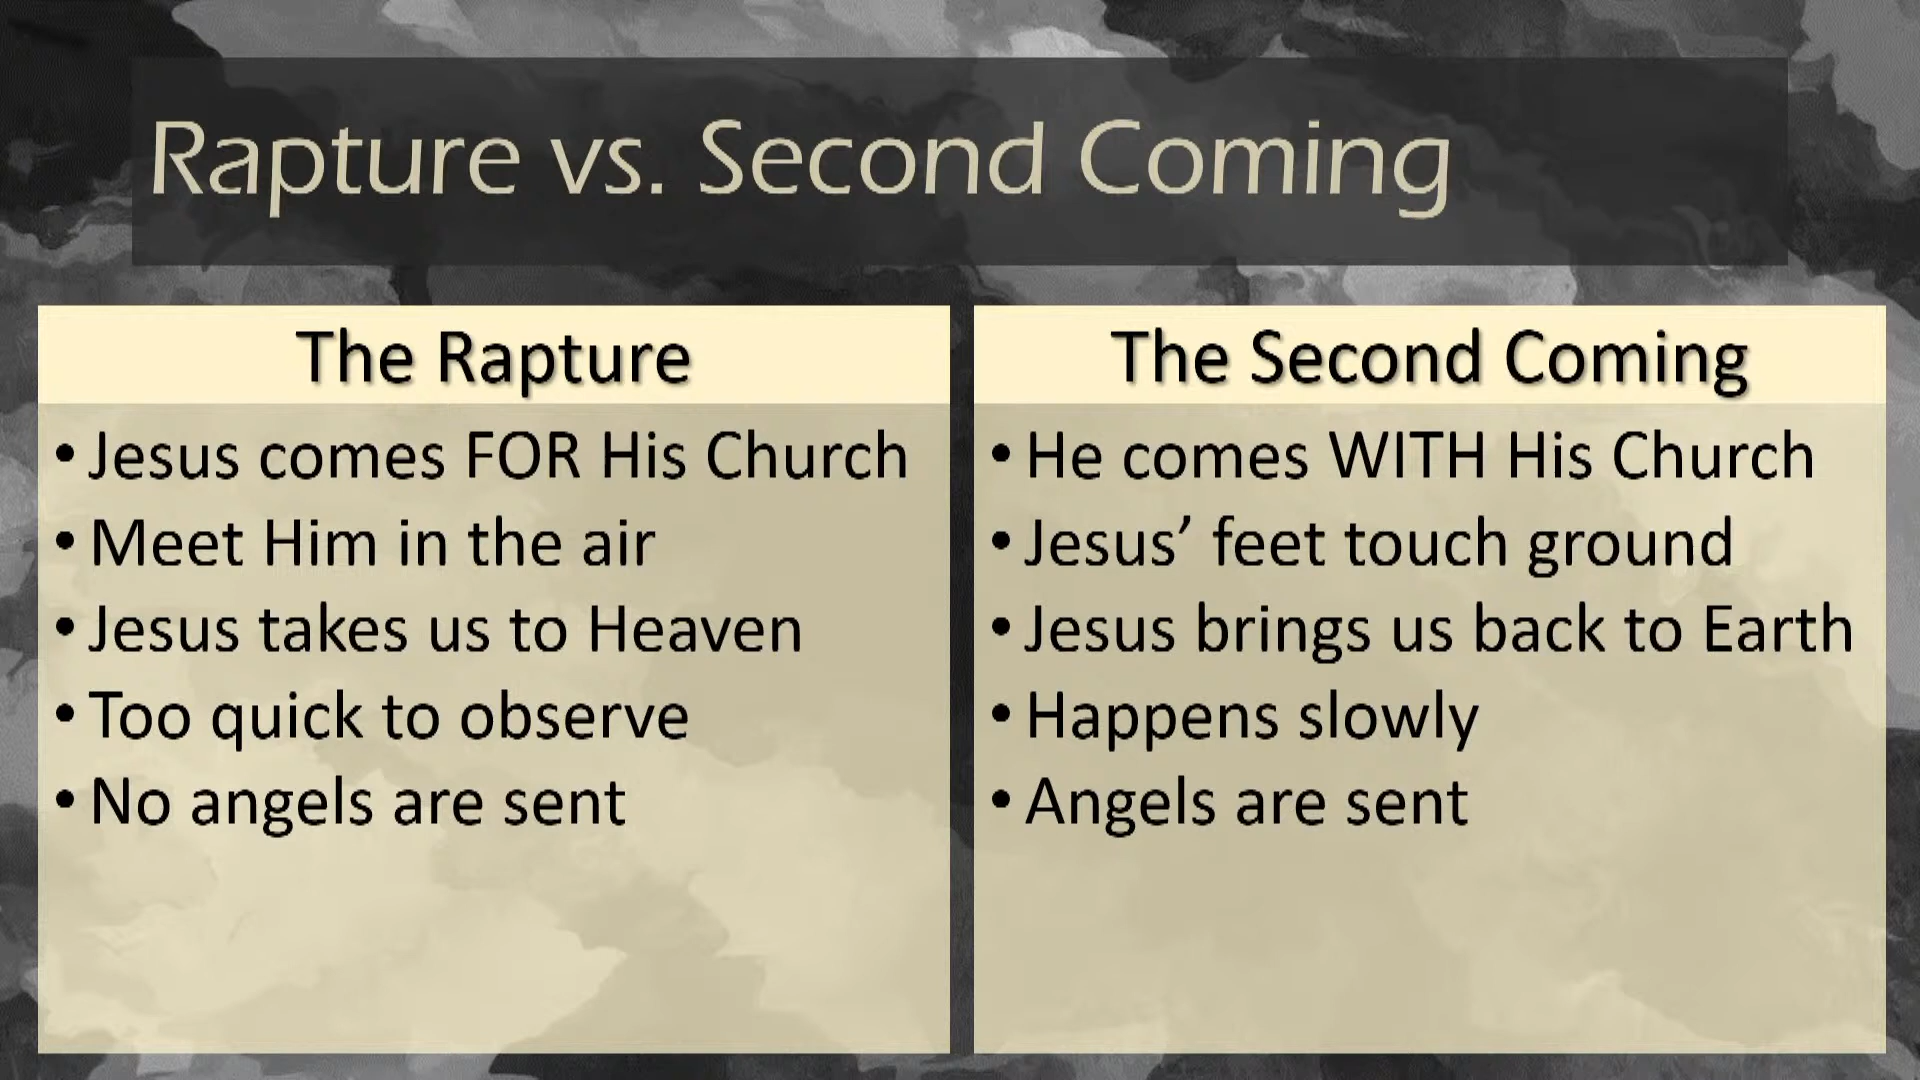 Rapture vs. Second Coming
The Rapture
• Jesus comes FOR His Church
• Meet Him in the air
• Jesus takes us to Heaven
• Too quick to observe
• No angels are sent
The Second Coming
• He comes WITH His Church
• Jesus’ feet touch ground
• Jesus brings us back to Earth
• Happens slowly
• Angels are sent